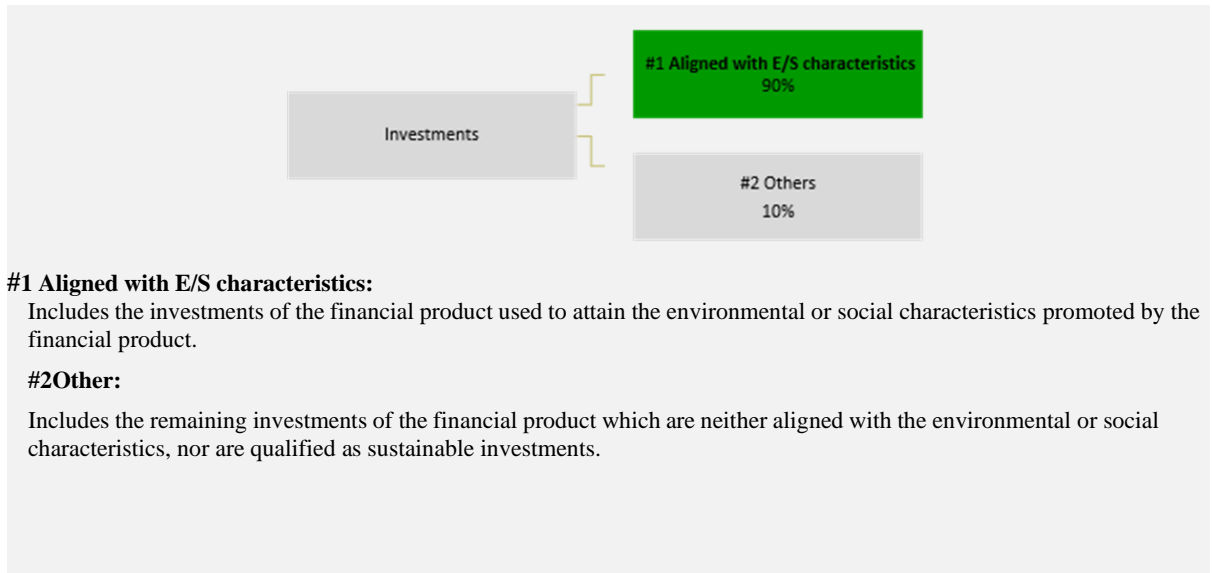 #1 Aligned with E/S characteristics
90%
Investments
#2 Others
10%
#1 Aligned with E/S characteristics:
Includes the investments of the financial product used to attain the environmental or social characteristics promoted by the
financial product.
#2Other:
Includes the remaining investments of the financial product which are neither aligned with the environmental or social
characteristics, nor are qualified as sustainable investments.